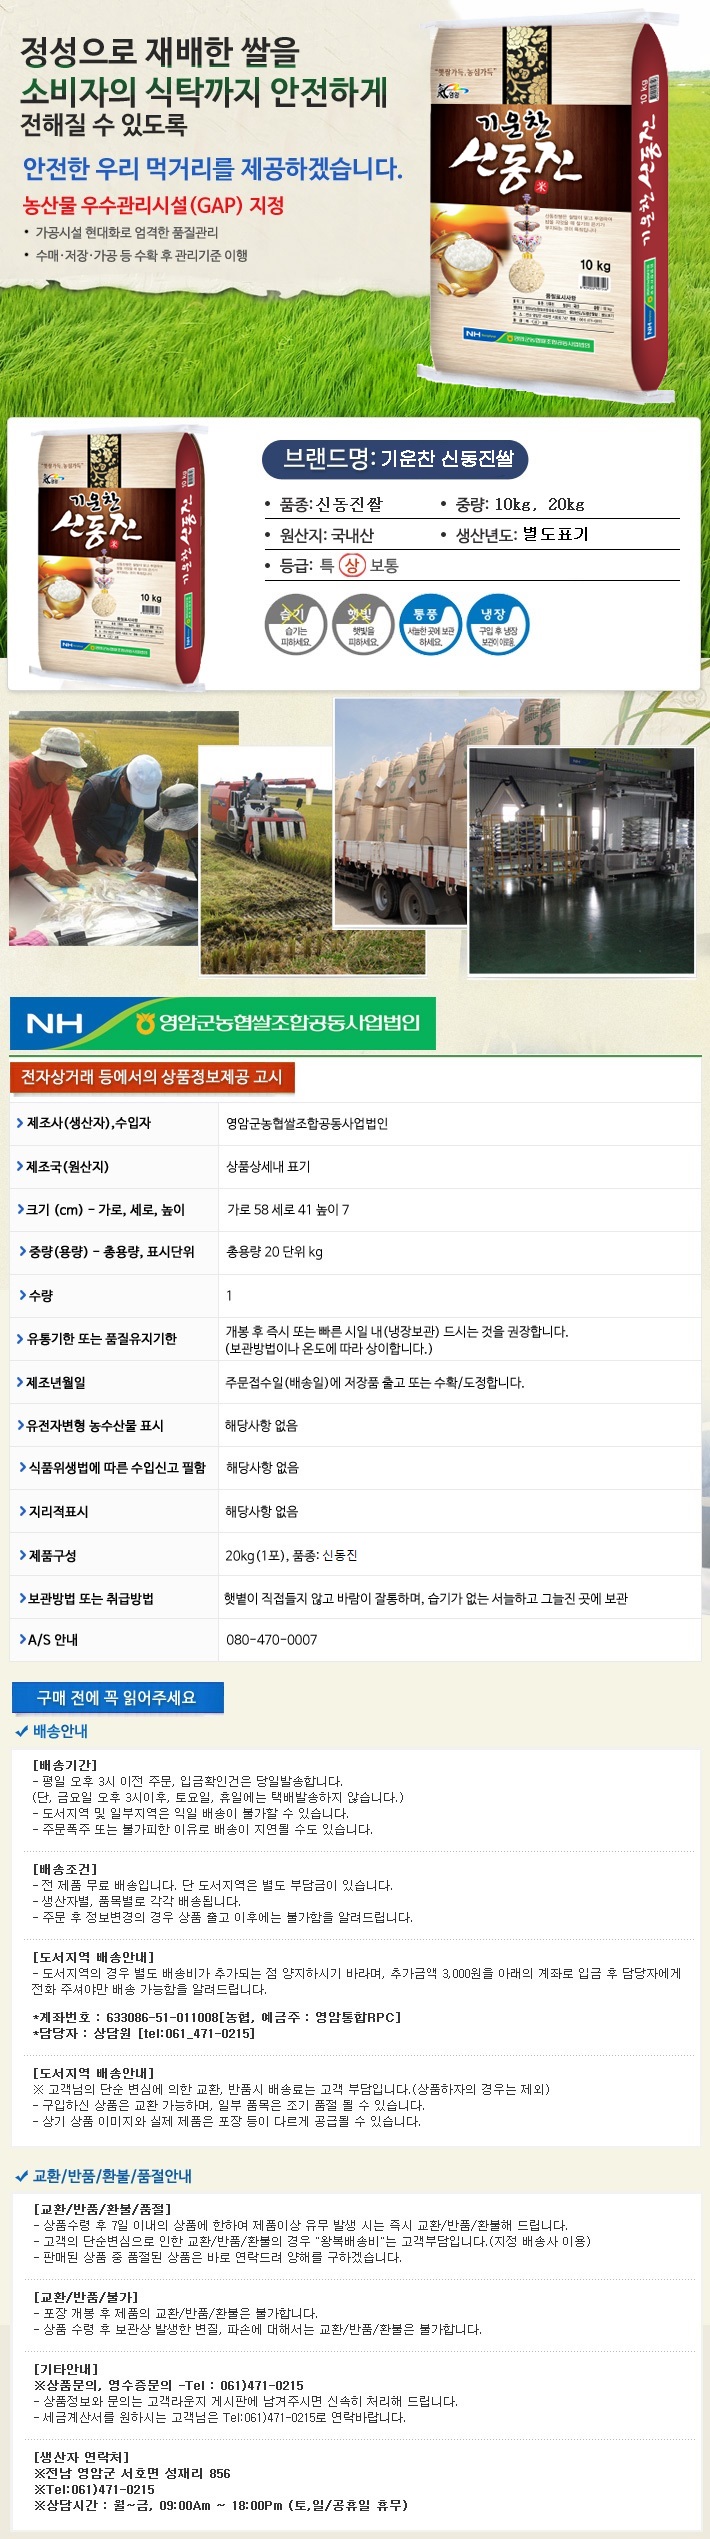 정성으로 재배한 쌀을
소비자의 식탁까지 안전하게
전해질 수 있도록
안전한 우리 먹거리를 제공하겠습니다.
농산물 우수관리시설(GAP) 지정
• 가공시설 현대화로 엄격한 품질관리
• 수매·저장·가공 등 수확 후 관리기준 이행
"햇쌀가득, 농심가득"
기운찬
신동진
米
10 kg
품질표시사항
NH 영암군농협쌀조합공동사업법인
10 kg
기운찬 신동진
브랜드명: 기운찬 신동진쌀
• 품종: 신동진쌀 • 중량: 10kg, 20kg
• 원산지: 국내산 • 생산년도: 별도표기
• 등급: 특 상 보통
습기 햇빛 통풍 냉장
습기는 햇빛을 서늘한 곳에 보관 구입 후 냉장
피하세요. 피하세요. 하세요. 보관이 이로움.
"햇쌀가득, 농심가득"
기운찬
신동진
米
10 kg
기운찬 신동진
NH 영암군농협쌀조합공동사업법인
전자상거래 등에서의 상품정보제공 고시
제조사(생산자),수입자 영암군농협쌀조합공동사업법인
제조국(원산지) 상품상세내 표기
크기 (cm) - 가로, 세로, 높이 가로 58 세로 41 높이 7
중량(용량) - 총용량, 표시단위 총용량 20 단위 kg
수량 1
유통기한 또는 품질유지기한 개봉 후 즉시 또는 빠른 시일 내(냉장보관) 드시는 것을 권장합니다.
(보관방법이나 온도에 따라 상이합니다.)
제조년월일 주문접수일(배송일)에 저장품 출고 또는 수확/도정합니다.
유전자변형 농수산물 표시 해당사항 없음
식품위생법에 따른 수입신고 필함 해당사항 없음
지리적표시 해당사항 없음
제품구성 20kg(1포), 품종: 신동진
보관방법 또는 취급방법 햇볕이 직접들지 않고 바람이 잘통하며, 습기가 없는 서늘하고 그늘진 곳에 보관
A/S 안내 080-470-0007
구매 전에 꼭 읽어주세요
배송안내
[배송기간]
- 평일 오후 3시 이전 주문, 입금확인건은 당일발송합니다.
(단, 금요일 오후 3시이후, 토요일, 휴일에는 택배발송하지 않습니다.)
- 도서지역 및 일부지역은 익일 배송이 불가할 수 있습니다.
- 주문폭주 또는 불가피한 이유로 배송이 지연될 수도 있습니다.
[배송조건]
- 전 제품 무료 배송입니다. 단 도서지역은 별도 부담금이 있습니다.
- 생산자별, 품목별로 각각 배송됩니다.
- 주문 후 정보변경의 경우 상품 출고 이후에는 불가함을 알려드립니다.
[도서지역 배송안내]
- 도서지역의 경우 별도 배송비가 추가되는 점 양지하시기 바라며, 추가금액 3,000원을 아래의 계좌로 입금 후 담당자에게
전화 주셔야만 배송 가능함을 알려드립니다.
*계좌번호 : 633086-51-011008[농협, 예금주 : 영암통합RPC]
*담당자 : 상담원 [tel:061_471-0215]
[도서지역 배송안내]
※ 고객님의 단순 변심에 의한 교환, 반품시 배송료는 고객 부담입니다.(상품하자의 경우는 제외)
- 구입하신 상품은 교환 가능하며, 일부 품목은 조기 품절 될 수 있습니다.
- 상기 상품 이미지와 실제 제품은 포장 등이 다르게 공급될 수 있습니다.
교환/반품/환불/품절안내
[교환/반품/환불/품절]
- 상품수령 후 7일 이내의 상품에 한하여 제품이상 유무 발생 시는 즉시 교환/반품/환불해 드립니다.
- 고객의 단순변심으로 인한 교환/반품/환불의 경우 "왕복배송비"는 고객부담입니다.(지정 배송사 이용)
- 판매된 상품 중 품절된 상품은 바로 연락드려 양해를 구하겠습니다.
[교환/반품/불가]
- 포장 개봉 후 제품의 교환/반품/환불은 불가합니다.
- 상품 수령 후 보관상 발생한 변질, 파손에 대해서는 교환/반품/환불은 불가합니다.
[기타안내]
※상품문의, 영수증문의 -Tel : 061)471-0215
- 상품정보와 문의는 고객라운지 게시판에 남겨주시면 신속히 처리해 드립니다.
- 세금계산서를 원하시는 고객님은 Tel:061)471-0215로 연락바랍니다.
[생산자 연락처]
※전남 영암군 서호면 성재리 856
※Tel:061)471-0215
※상담시간 : 월~금, 09:00Am ~ 18:00Pm (토,일/공휴일 휴무)